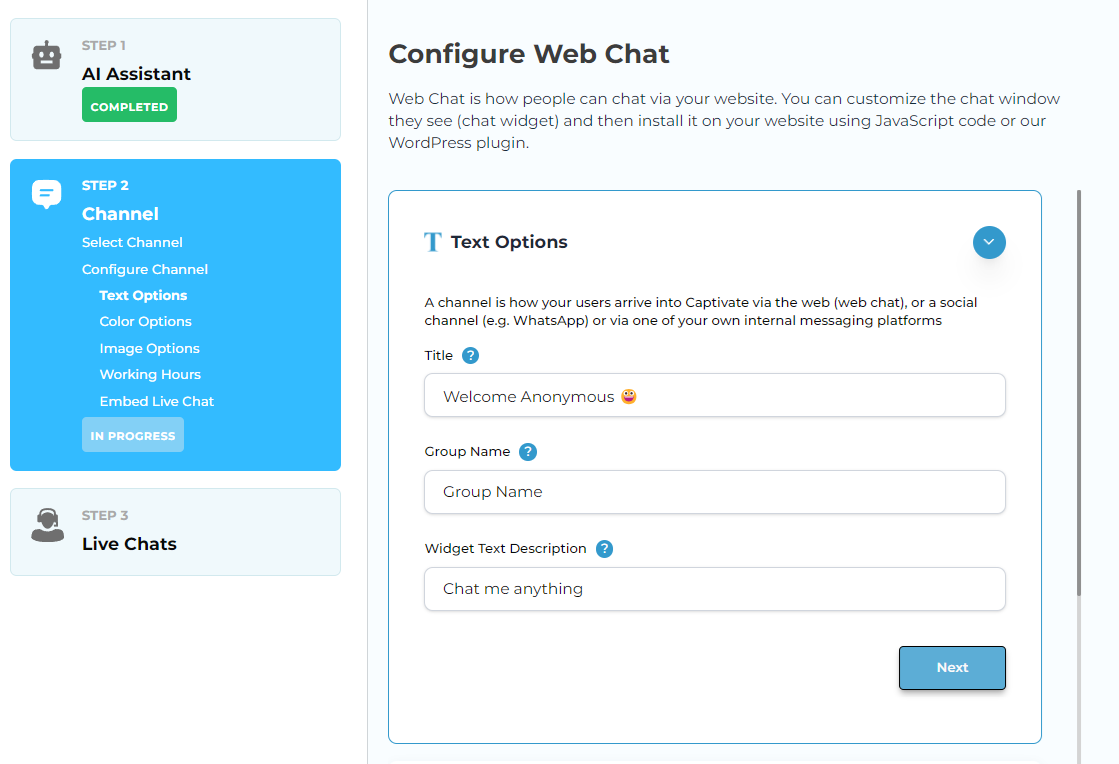 STEP 1
AI Assistant
COMPLETED
STEP 2
Channel
Select Channel
Configure Channel
Text Options
Color Options
Image Options
Working Hours
Embed Live Chat
IN PROGRESS
STEP 3
Live Chats
Configure Web Chat
Web Chat is how people can chat via your website. You can customize the chat window
they see (chat widget) and then install it on your website using JavaScript code or our
WordPress plugin.
T Text Options
A channel is how your users arrive into Captivate via the web (web chat), or a social
channel (e.g. WhatsApp) or via one of your own internal messaging platforms
Title ?
Welcome Anonymous 😀
Group Name ?
Group Name
Widget Text Description ?
Chat me anything
Next